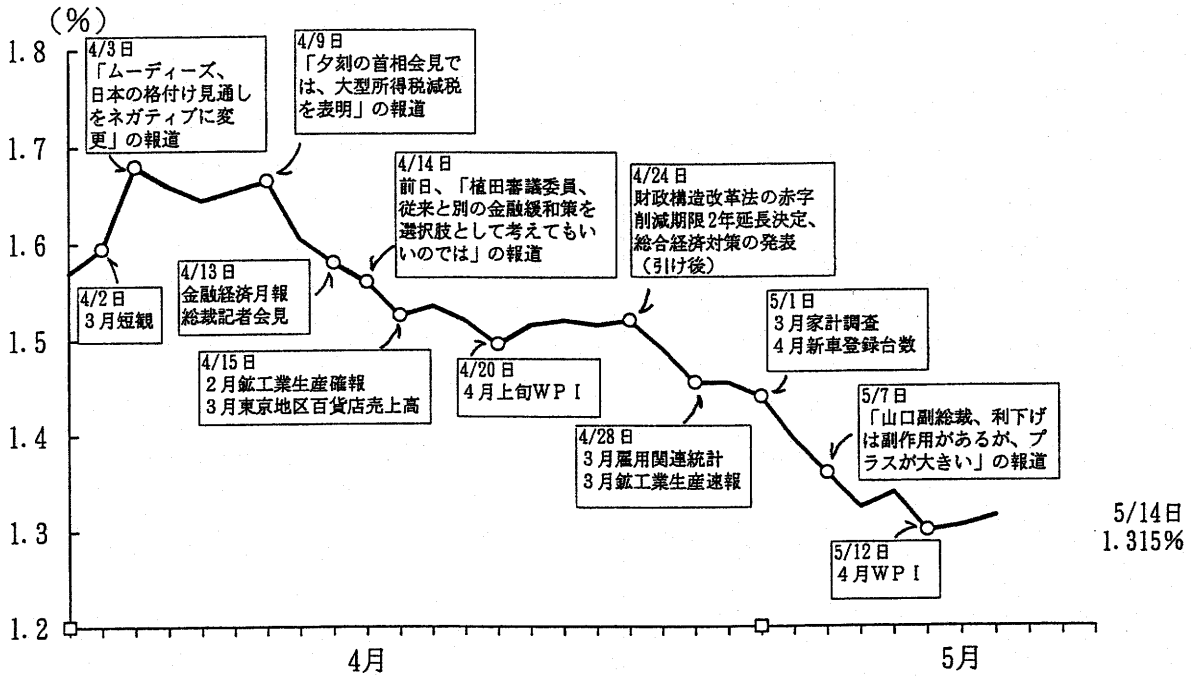 （％）
1.8
1.7
1.6
1.5
1.4
1.3
1.2
4/3日
「ムーディーズ、
日本の格付け見通し
をネガティブに変
更」の報道
4/9日
「夕刻の首相会見で
は、大型所得税減税
を表明」の報道
4/14日
前日、「植田審議委員、
従来と別の金融緩和策を
選択肢として考えてもい
いのでは」の報道
4/24日
財政構造改革法の赤字
削減期限2年延長決定、
総合経済対策の発表
（引け後）
4/2日
３月短観
4/13日
金融経済月報
総裁記者会見
4/15日
２月鉱工業生産確報
３月東京地区百貨店売上高
4/20日
４月上旬ＷＰＩ
4/28日
３月雇用関連統計
３月鉱工業生産速報
5/1日
３月家計調査
４月新車登録台数
5/7日
「山口副総裁、利下げ
は副作用があるが、プ
ラスが大きい」の報道
5/12日
４月ＷＰＩ
5/14日
1.315%
4月
5月